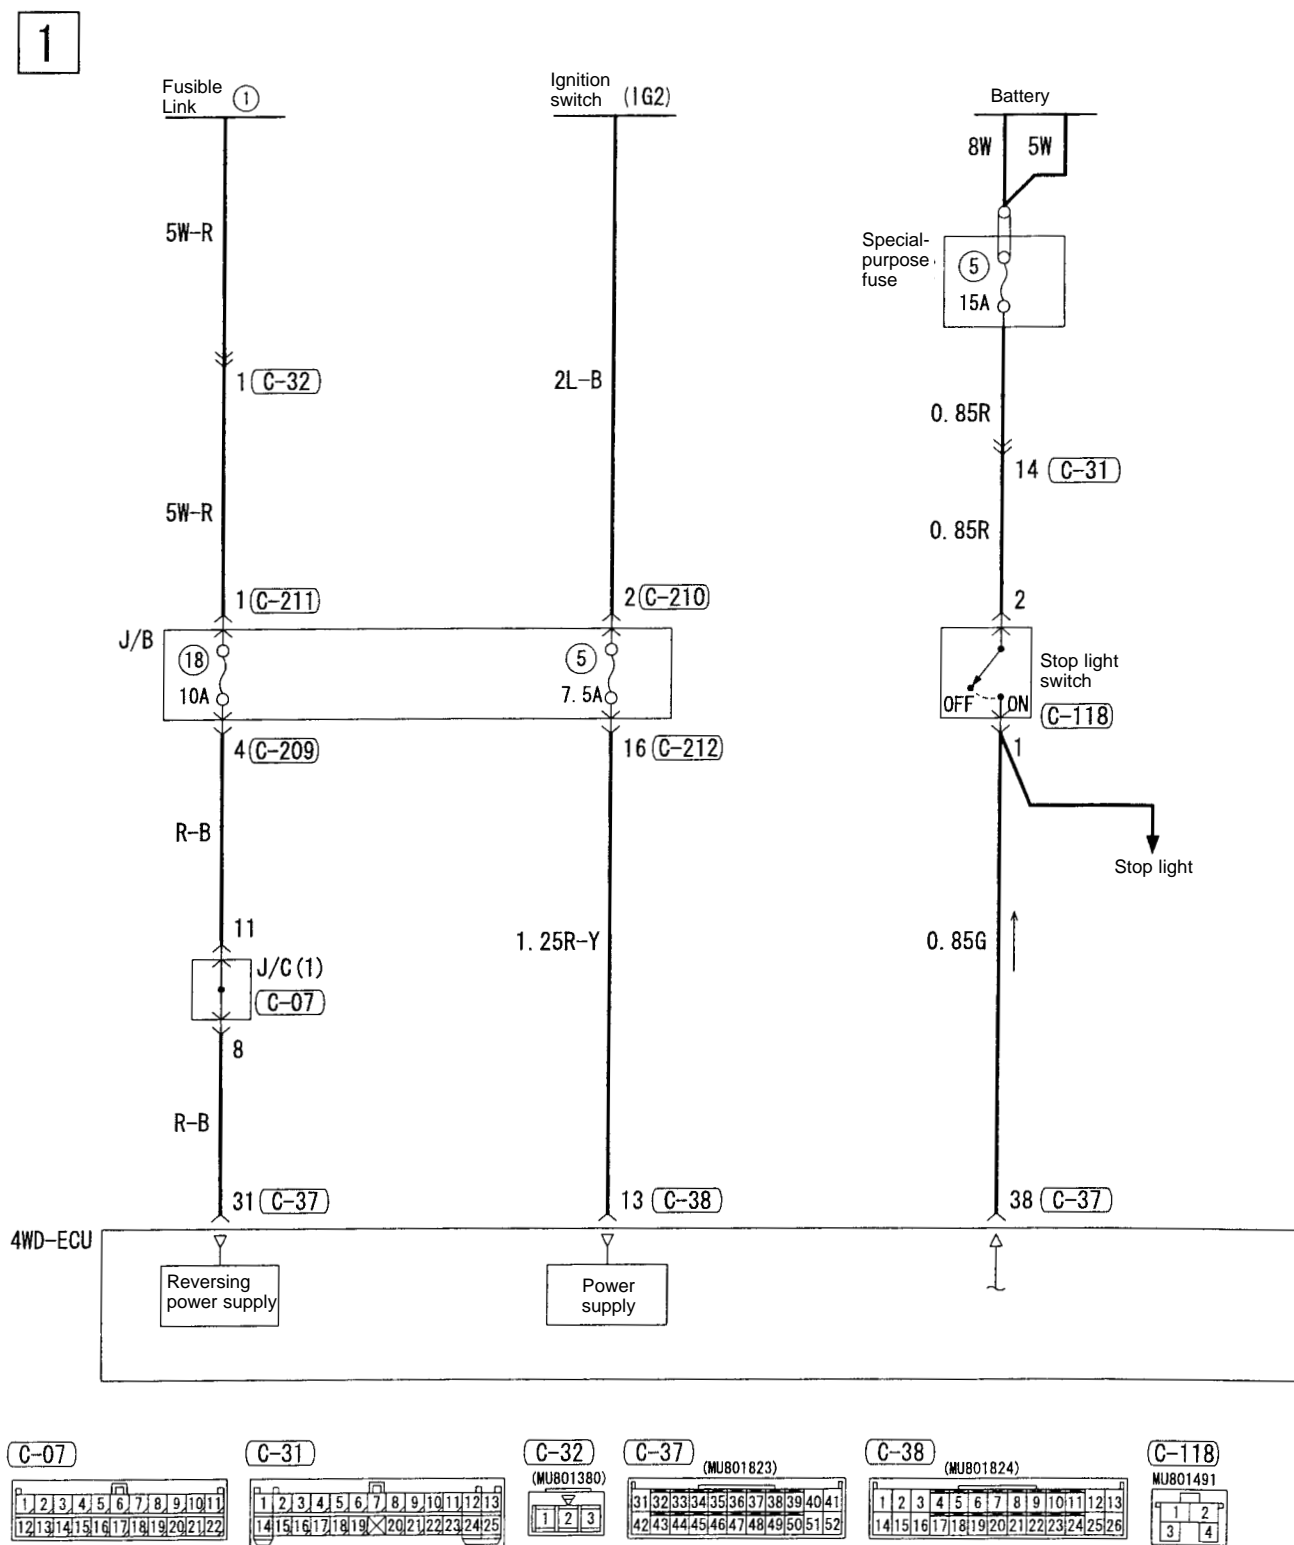 1
Fusible
Link ①
Ignition
switch (IG2)
Battery
8W 5W
5W-R
Special-
purpose
fuse
⑤
15A
1 C-32
2L-B
0.85R
14 C-31
5W-R
0.85R
1 C-211
2 C-210
2
J/B
⑱
10A
⑤
7.5A
Stop light
switch
OFF ON
C-118
4 C-209
16 C-212
1
R-B
Stop light
11
J/C(1)
C-07
1.25R-Y
0.85G
8
R-B
31 C-37
13 C-38
38 C-37
4WD-ECU
Reversing
power supply
Power
supply
C-07
1 2 3 4 5 6 7 8 9 10 11
12 13 14 15 16 17 18 19 20 21 22
C-31
1 2 3 4 5 6 7 8 9 10 11 12 13
14 15 16 17 18 19 20 21 22 23 24 25
C-32
(MU801380)
1 2 3
C-37
(MU801823)
31 32 33 34 35 36 37 38 39 40 41
42 43 44 45 46 47 48 49 50 51 52
C-38
(MU801824)
1 2 3 4 5 6 7 8 9 10 11 12 13
14 15 16 17 18 19 20 21 22 23 24 25 26
C-118
MU801491
1 2
3 4